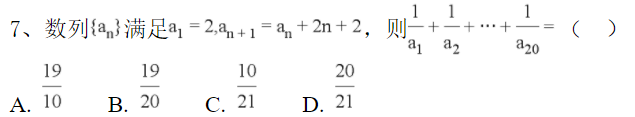 7、数列{aₙ}满足a₁ = 2,aₙ₊₁ = aₙ + 2n + 2，则 1/a₁ + 1/a₂ + ⋯ + 1/a₂₀ =（ ）
A. 19/10 B. 19/20 C. 10/21 D. 20/21